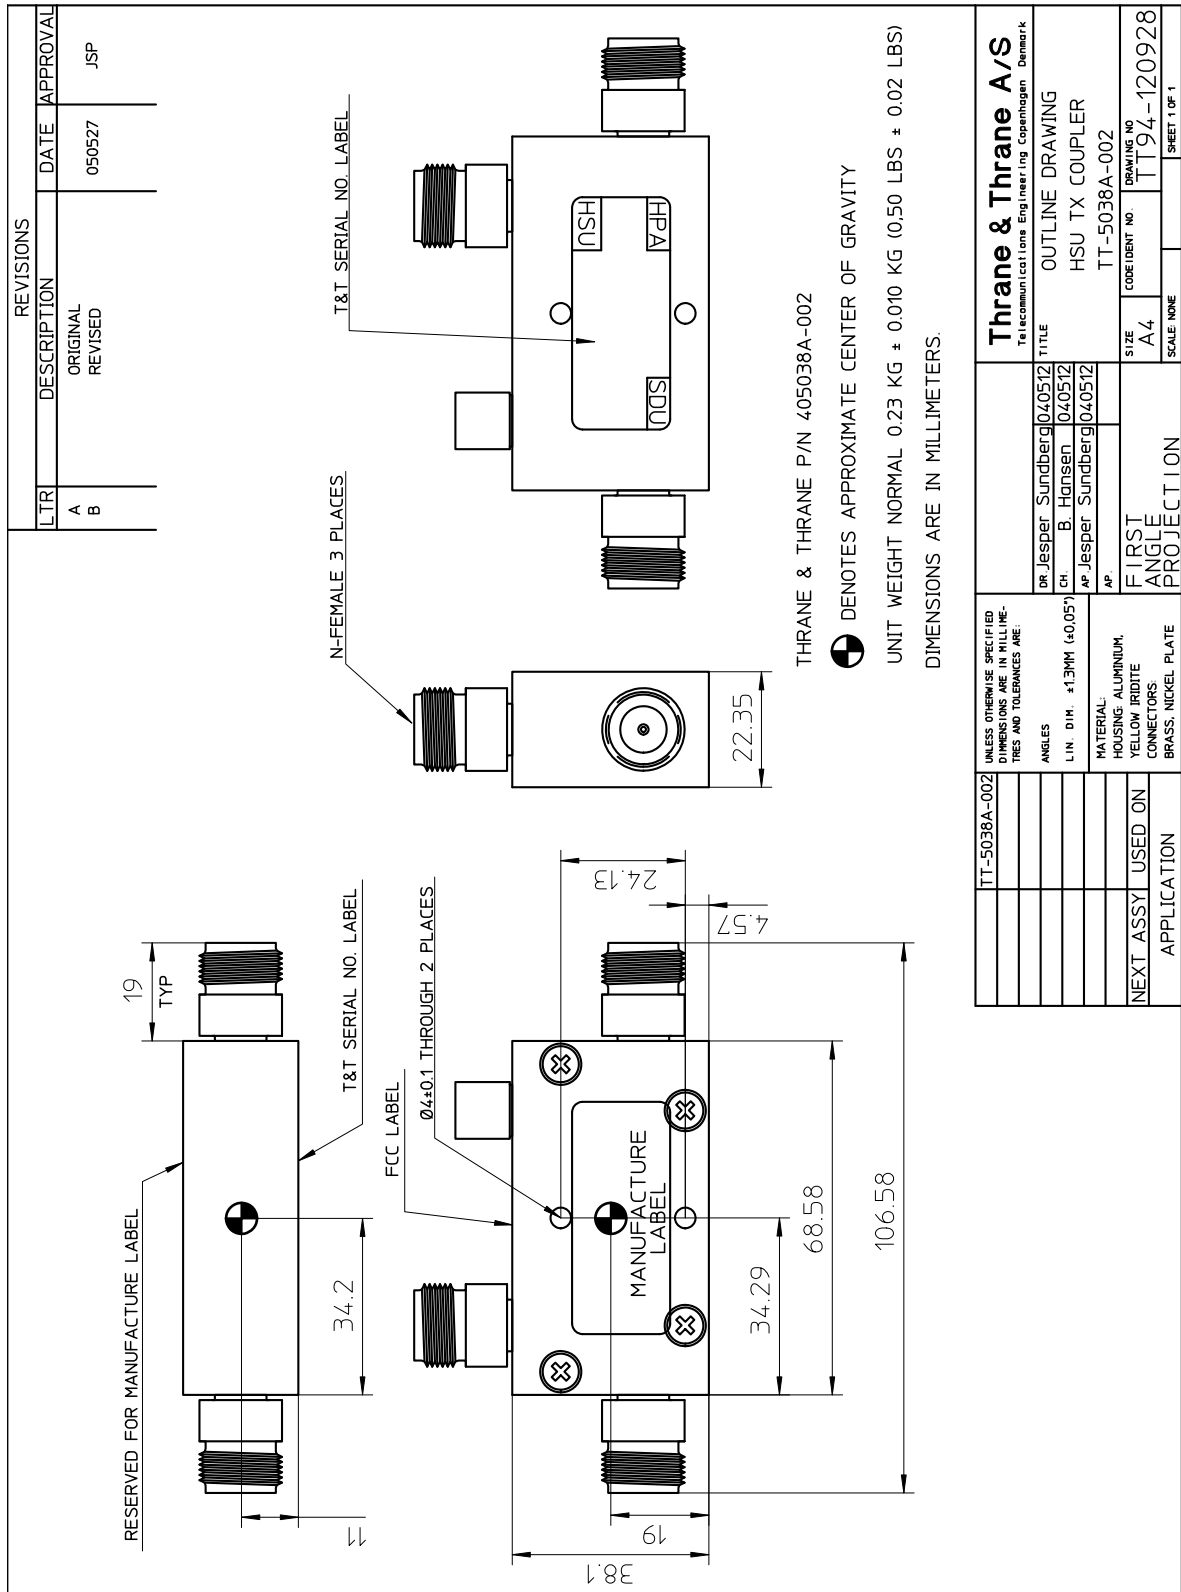 REVISIONS
LTR DESCRIPTION DATE APPROVAL
A ORIGINAL 050527 JSP
B REVISED
RESERVED FOR MANUFACTURE LABEL
19
TYP
34.2
11
T&T SERIAL NO. LABEL
FCC LABEL
Ø4±0.1 THROUGH 2 PLACES
MANUFACTURE
LABEL
24.13
4.57
34.29
68.58
106.58
19
38.1
N-FEMALE 3 PLACES
22.35
T&T SERIAL NO. LABEL
HSU
SDU
HPA
THRANE & THRANE P/N 405038A-002
DENOTES APPROXIMATE CENTER OF GRAVITY
UNIT WEIGHT NORMAL 0.23 KG ± 0.010 KG (0,50 LBS ± 0.02 LBS)
DIMENSIONS ARE IN MILLIMETERS.
TT-5038A-002
NEXT ASSY USED ON
APPLICATION
UNLESS OTHERWISE SPECIFIED
DIMMENSIONS ARE IN MILLIME-
TRES AND TOLERANCES ARE:
ANGLES
LIN. DIM. ±1.3MM (±0,05")
MATERIAL:
HOUSING: ALUMINIUM,
YELLOW IRIDITE
CONNECTORS:
BRASS, NICKEL PLATE
DR. Jesper Sundberg 040512
CH. B. Hansen 040512
AP. Jesper Sundberg 040512
AP.
FIRST
ANGLE
PROJECTION
Thrane & Thrane A/S
Telecommunications Engineering Copenhagen Denmark
TITLE
OUTLINE DRAWING
HSU TX COUPLER
TT-5038A-002
SIZE
A4
CODE IDENT NO.
DRAWING NO
TT94-120928
SCALE: NONE
SHEET 1 OF 1